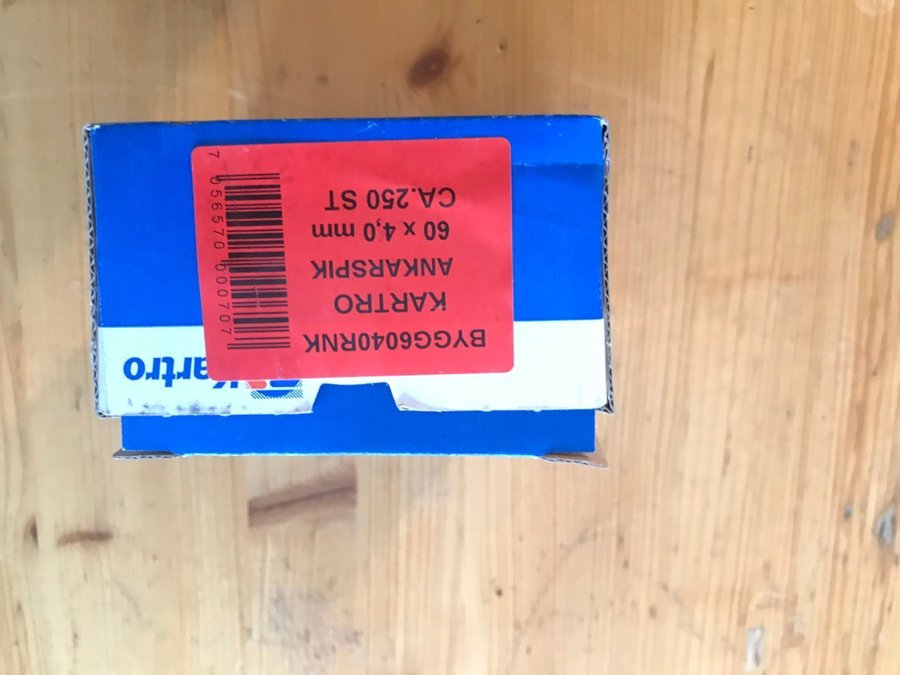 BYGG6040RNK
KARTRO
ANKARSPIK
60 x 4,0 mm
CA.250 ST
7 056570 000707
Kartro